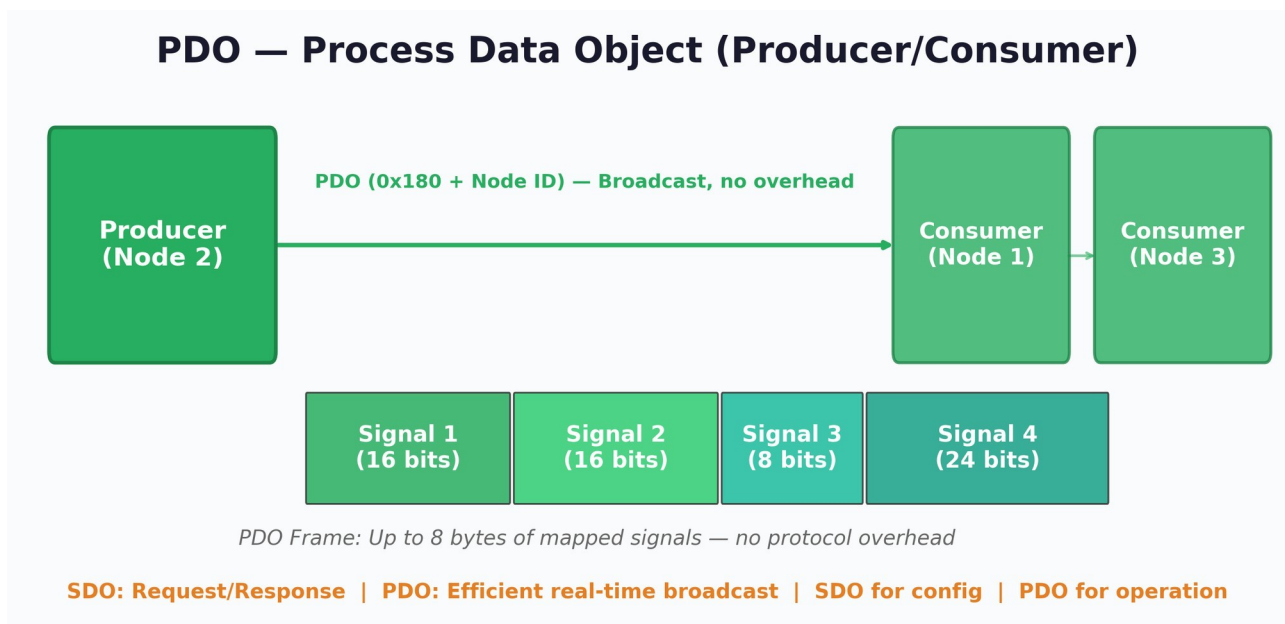 PDO — Process Data Object (Producer/Consumer)
PDO (0x180 + Node ID) — Broadcast, no overhead
Producer
(Node 2)
Consumer
(Node 1)
Consumer
(Node 3)
Signal 1
(16 bits)
Signal 2
(16 bits)
Signal 3
(8 bits)
Signal 4
(24 bits)
PDO Frame: Up to 8 bytes of mapped signals — no protocol overhead
SDO: Request/Response | PDO: Efficient real-time broadcast | SDO for config | PDO for operation